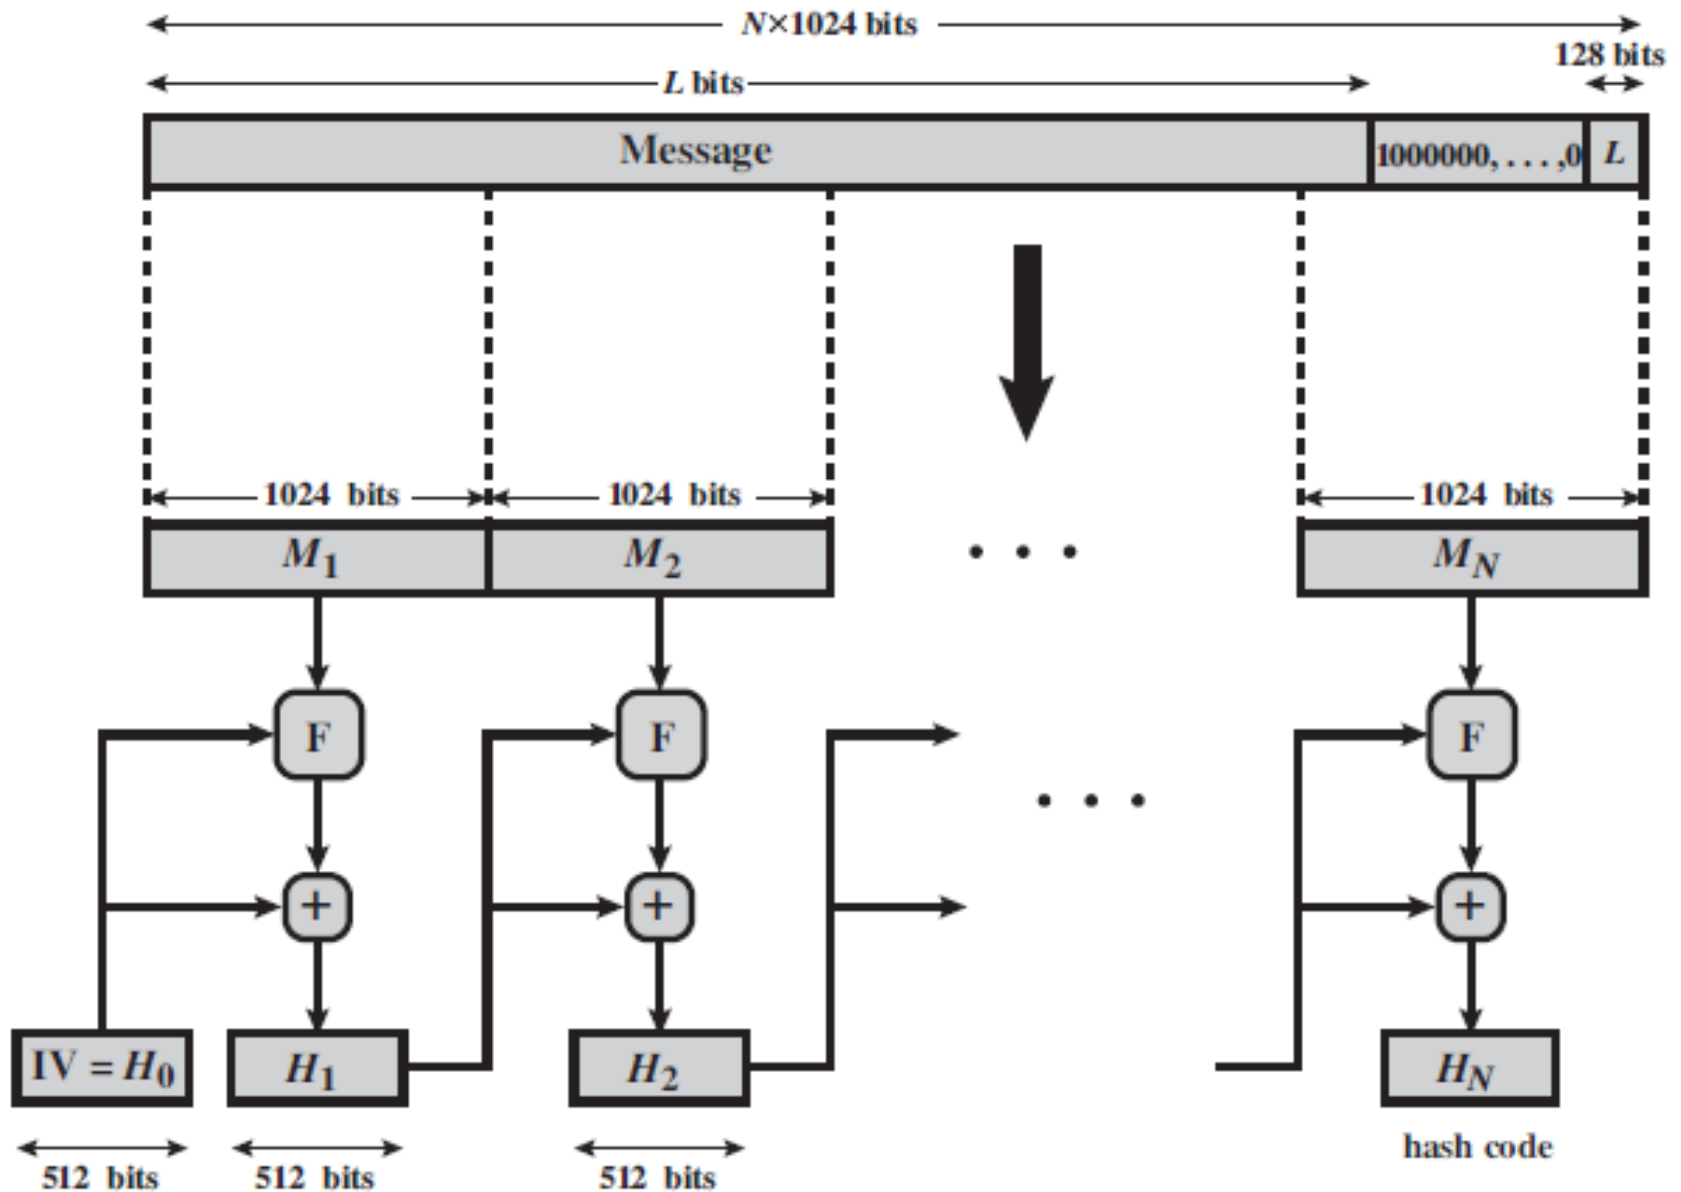 N×1024 bits
128 bits
L bits
Message
1000000, . . . ,0
L
1024 bits
1024 bits
1024 bits
M1
M2
. . .
MN
F
F
F
. . .
+
+
+
IV = H0
H1
H2
HN
hash code
512 bits
512 bits
512 bits